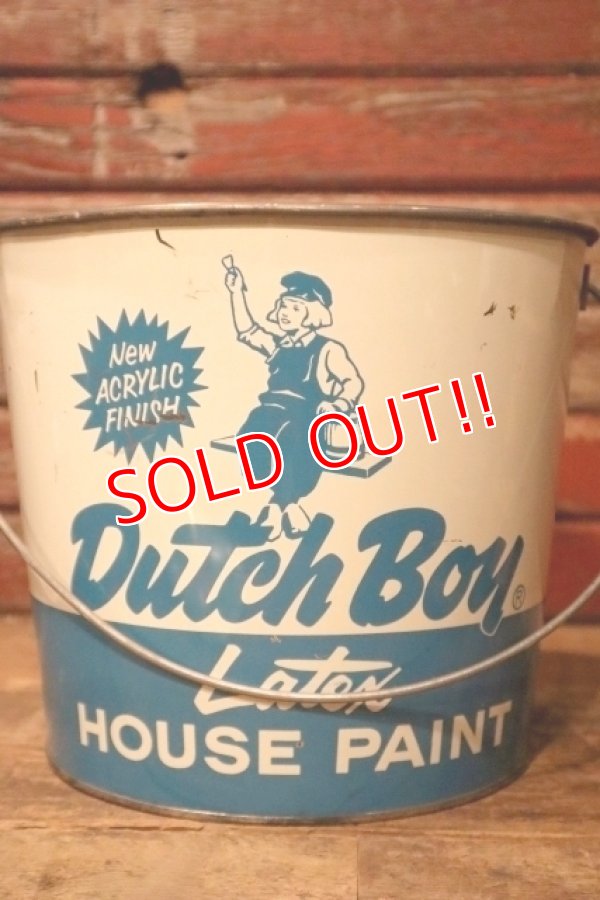 New
ACRYLIC
FINISH
SOLD OUT!!
Dutch Boy®
Latex
HOUSE PAINT